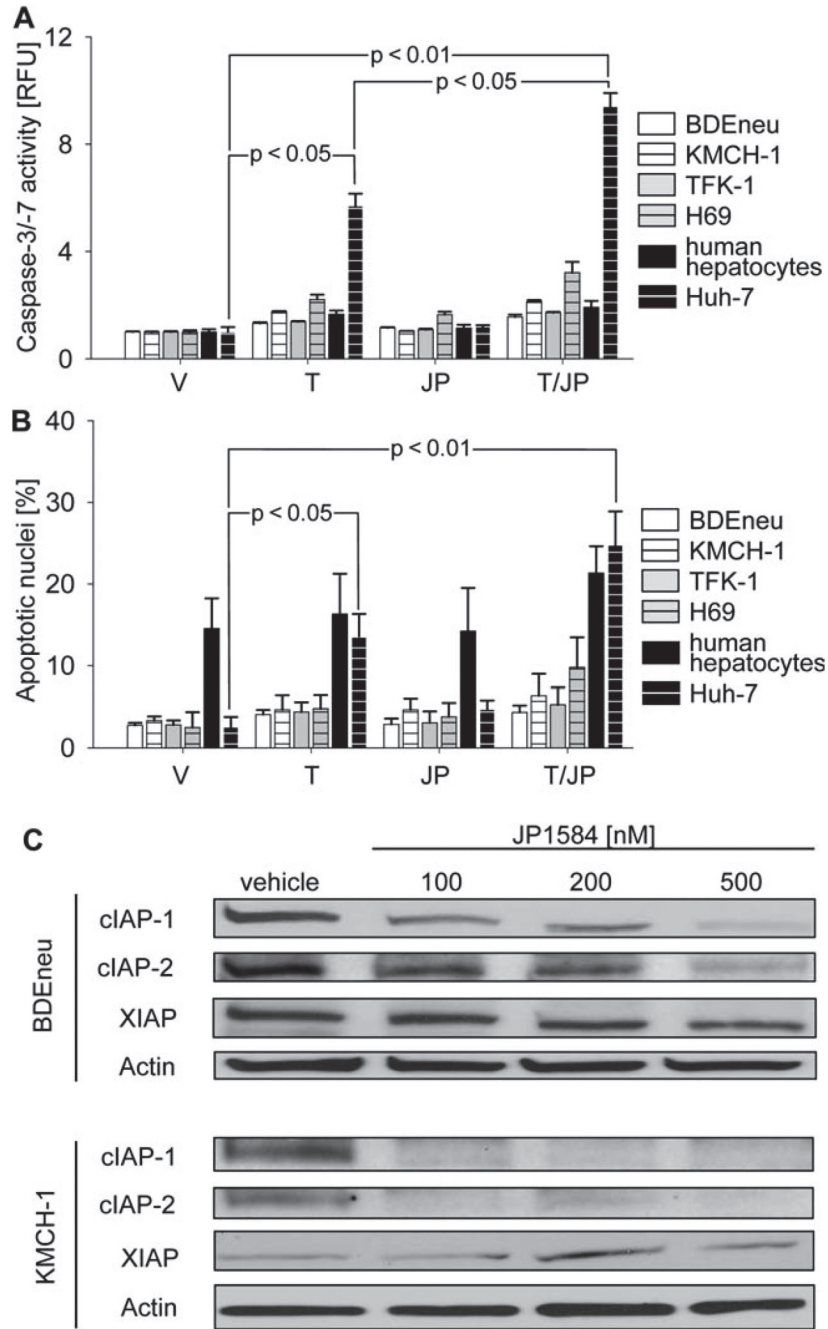 A
Caspase-3/-7 activity [RFU]
12
8
4
0
p < 0.01
p < 0.05
p < 0.05
V
T
JP
T/JP
BDEneu
KMCH-1
TFK-1
H69
human
hepatocytes
Huh-7
B
Apoptotic nuclei [%]
40
30
20
10
0
p < 0.01
p < 0.05
V
T
JP
T/JP
BDEneu
KMCH-1
TFK-1
H69
human
hepatocytes
Huh-7
C
JP1584 [nM]
vehicle 100 200 500
BDEneu
cIAP-1
cIAP-2
XIAP
Actin
KMCH-1
cIAP-1
cIAP-2
XIAP
Actin